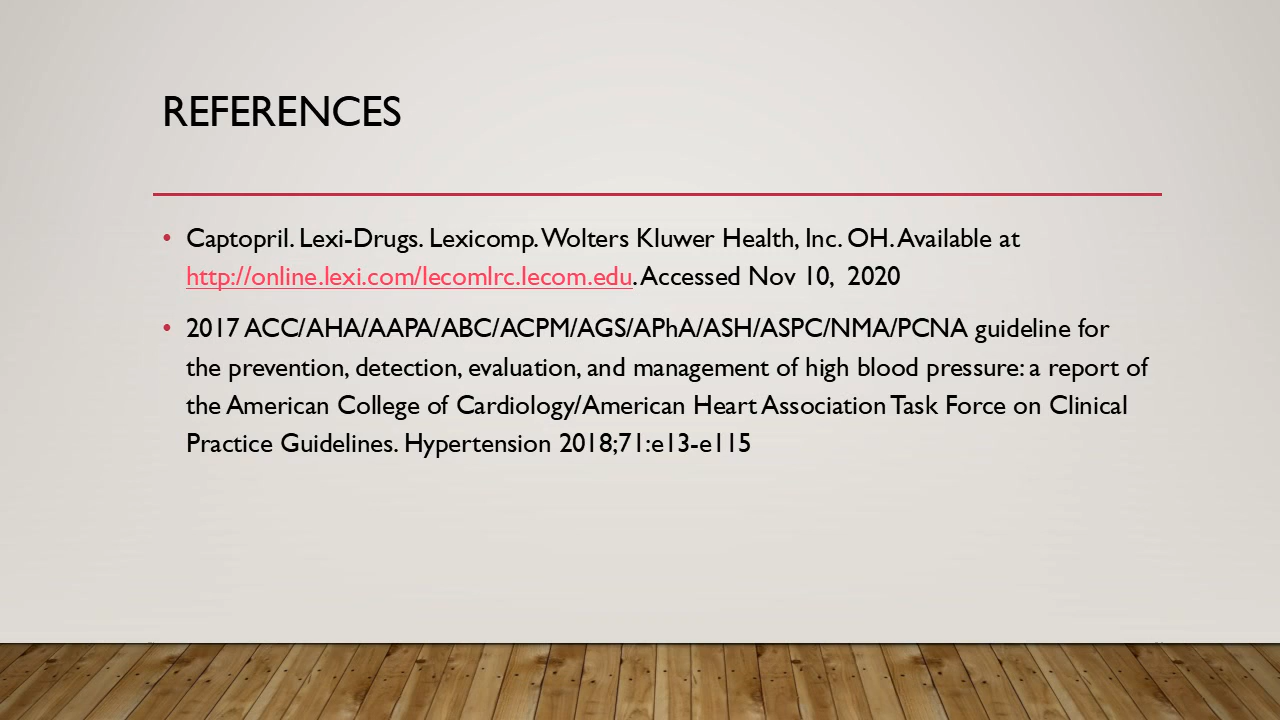 REFERENCES
• Captopril. Lexi-Drugs. Lexicomp. Wolters Kluwer Health, Inc. OH. Available at
http://online.lexi.com/lecomlrc.lecom.edu. Accessed Nov 10,  2020
• 2017 ACC/AHA/AAPA/ABC/ACPM/AGS/APhA/ASH/ASPC/NMA/PCNA guideline for
the prevention, detection, evaluation, and management of high blood pressure: a report of
the American College of Cardiology/American Heart Association Task Force on Clinical
Practice Guidelines. Hypertension 2018;71:e13-e115